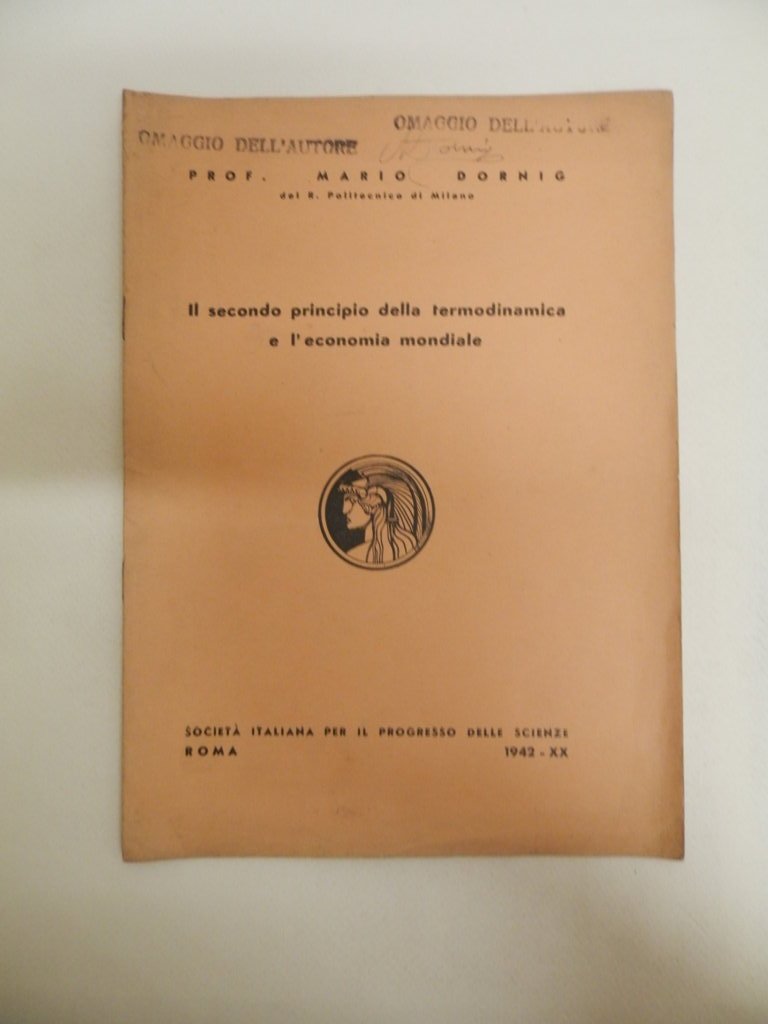 OMAGGIO DELL'AUTORE
OMAGGIO DELL'AUTORE
PROF. MARIO DORNIG
del R. Politecnico di Milano
Il secondo principio della termodinamica
e l'economia mondiale
SOCIETÀ ITALIANA PER IL PROGRESSO DELLE SCIENZE
ROMA 1942 - XX